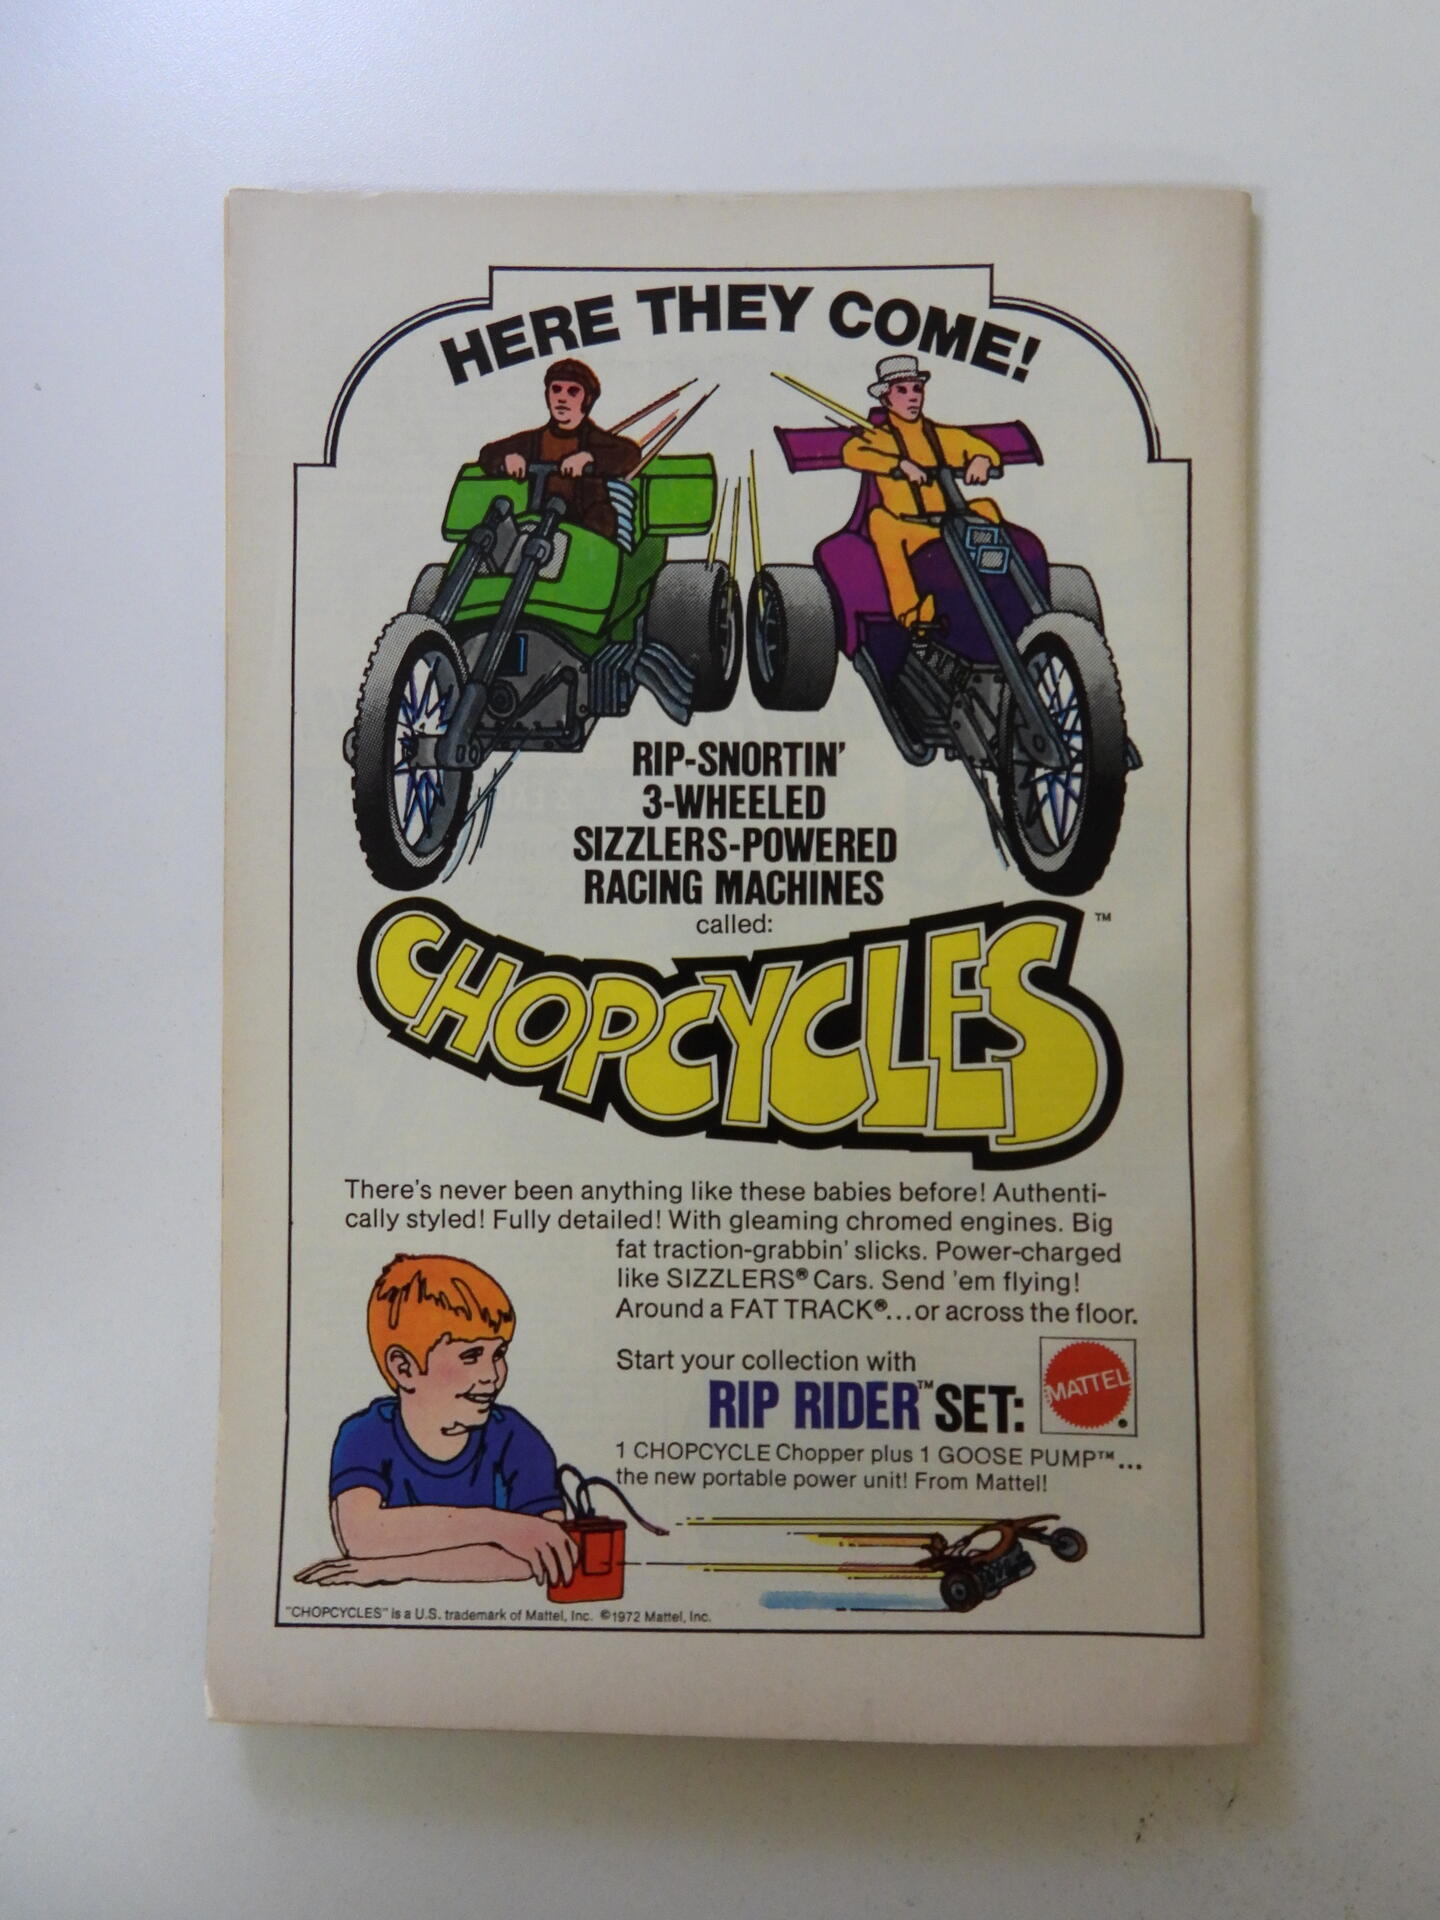 HERE THEY COME!
RIP-SNORTIN'
3-WHEELED
SIZZLERS-POWERED
RACING MACHINES
called:
CHOPCYCLES™
There's never been anything like these babies before! Authenti-
cally styled! Fully detailed! With gleaming chromed engines. Big
fat traction-grabbin' slicks. Power-charged
like SIZZLERS® Cars. Send 'em flying!
Around a FAT TRACK®...or across the floor.
Start your collection with
RIP RIDER™ SET:
MATTEL®
1 CHOPCYCLE Chopper plus 1 GOOSE PUMP™...
the new portable power unit! From Mattel!
"CHOPCYCLES" is a U.S. trademark of Mattel, Inc. ©1972 Mattel, Inc.